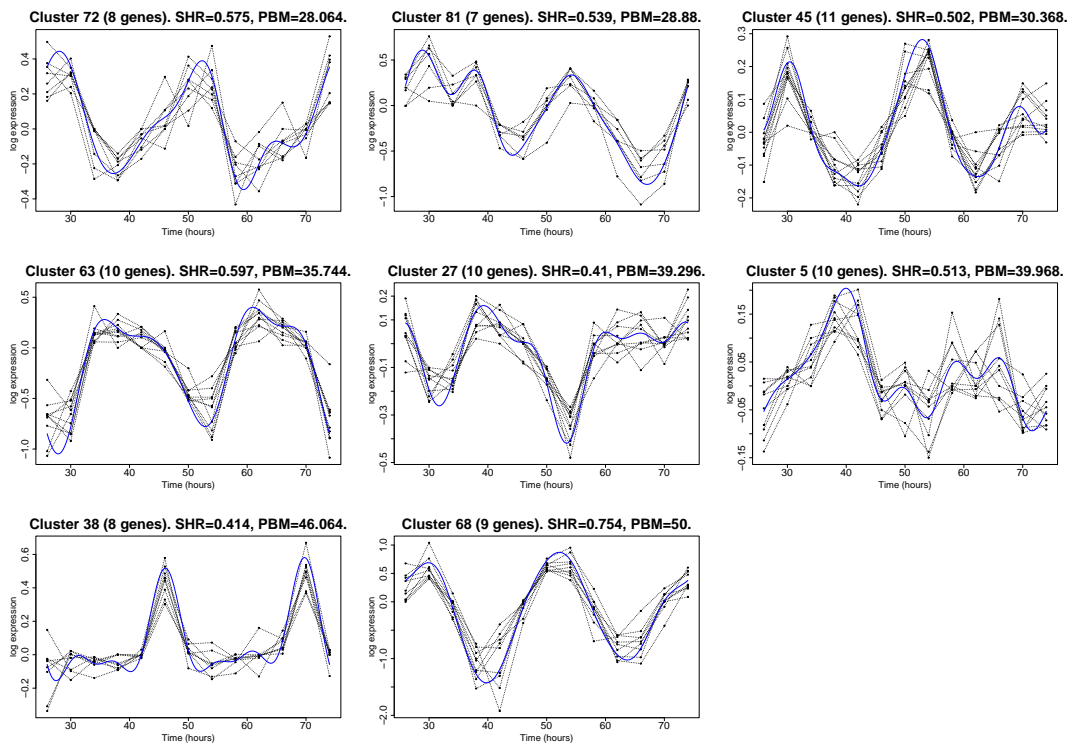 Cluster 72 (8 genes). SHR=0.575, PBM=28.064.
0.4
0.2
0.0
−0.2
−0.4
log expression
30 40 50 60 70
Time (hours)
Cluster 81 (7 genes). SHR=0.539, PBM=28.88.
0.5
0.0
−0.5
−1.0
log expression
30 40 50 60 70
Time (hours)
Cluster 45 (11 genes). SHR=0.502, PBM=30.368.
0.3
0.2
0.1
0.0
−0.1
−0.2
log expression
30 40 50 60 70
Time (hours)
Cluster 63 (10 genes). SHR=0.597, PBM=35.744.
0.5
0.0
−0.5
−1.0
log expression
30 40 50 60 70
Time (hours)
Cluster 27 (10 genes). SHR=0.41, PBM=39.296.
0.2
−0.1
−0.3
−0.5
log expression
30 40 50 60 70
Time (hours)
Cluster 5 (10 genes). SHR=0.513, PBM=39.968.
0.15
0.05
−0.05
−0.15
log expression
30 40 50 60 70
Time (hours)
Cluster 38 (8 genes). SHR=0.414, PBM=46.064.
0.6
0.4
0.2
0.0
−0.2
log expression
30 40 50 60 70
Time (hours)
Cluster 68 (9 genes). SHR=0.754, PBM=50.
1.0
0.5
0.0
−1.0
−2.0
log expression
30 40 50 60 70
Time (hours)